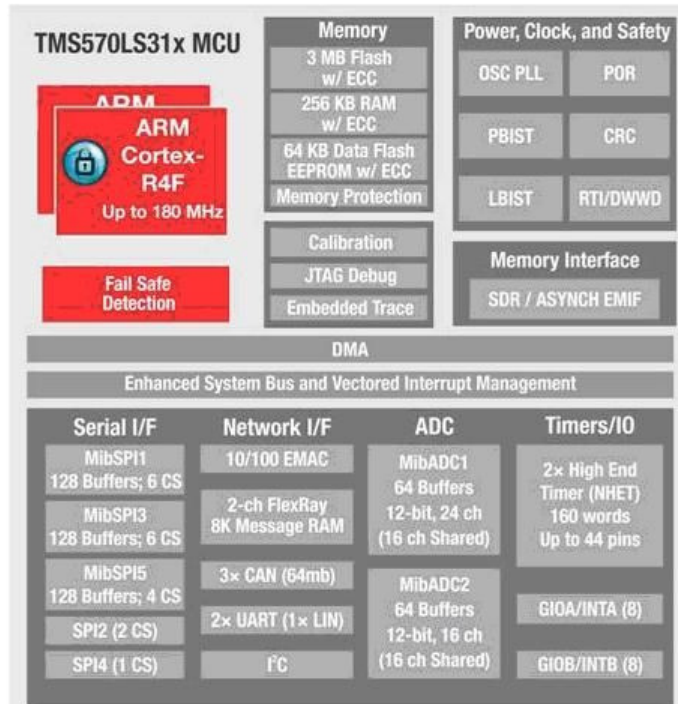 TMS570LS31x MCU
ARM
ARM
Cortex-
R4F
Up to 180 MHz
Fail Safe
Detection
Memory
3 MB Flash
w/ ECC
256 KB RAM
w/ ECC
64 KB Data Flash
EEPROM w/ ECC
Memory Protection
Calibration
JTAG Debug
Embedded Trace
Power, Clock, and Safety
OSC PLL
POR
PBIST
CRC
LBIST
RTI/DWWD
Memory Interface
SDR / ASYNCH EMIF
DMA
Enhanced System Bus and Vectored Interrupt Management
Serial I/F
MibSPI1
128 Buffers; 6 CS
MibSPI3
128 Buffers; 6 CS
MibSPI5
128 Buffers; 4 CS
SPI2 (2 CS)
SPI4 (1 CS)
Network I/F
10/100 EMAC
2-ch FlexRay
8K Message RAM
3× CAN (64mb)
2× UART (1× LIN)
I²C
ADC
MibADC1
64 Buffers
12-bit, 24 ch
(16 ch Shared)
MibADC2
64 Buffers
12-bit, 16 ch
(16 ch Shared)
Timers/IO
2× High End
Timer (NHET)
160 words
Up to 44 pins
GIOA/INTA (8)
GIOB/INTB (8)